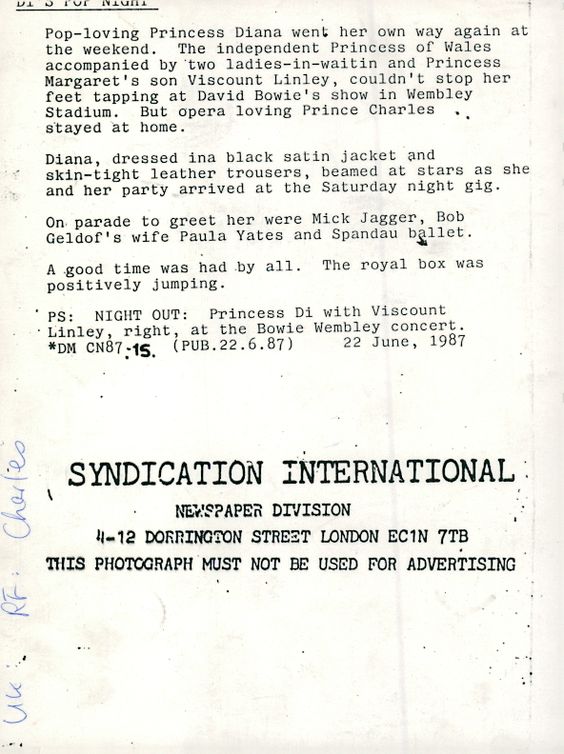 DI'S POP NIGHT
Pop-loving Princess Diana went her own way again at
the weekend. The independent Princess of Wales
accompanied by two ladies-in-waitin and Princess
Margaret's son Viscount Linley, couldn't stop her
feet tapping at David Bowie's show in Wembley
Stadium. But opera loving Prince Charles
stayed at home.
Diana, dressed ina black satin jacket and
skin-tight leather trousers, beamed at stars as she
and her party arrived at the Saturday night gig.
On parade to greet her were Mick Jagger, Bob
Geldof's wife Paula Yates and Spandau ballet.
A good time was had by all. The royal box was
positively jumping.
PS: NIGHT OUT: Princess Di with Viscount
Linley, right, at the Bowie Wembley concert.
*DM CN87-15. (PUB.22.6.87) 22 June, 1987
SYNDICATION INTERNATIONAL
NEWSPAPER DIVISION
4-12 DORRINGTON STREET LONDON EC1N 7TB
THIS PHOTOGRAPH MUST NOT BE USED FOR ADVERTISING
UK: RF: Charles